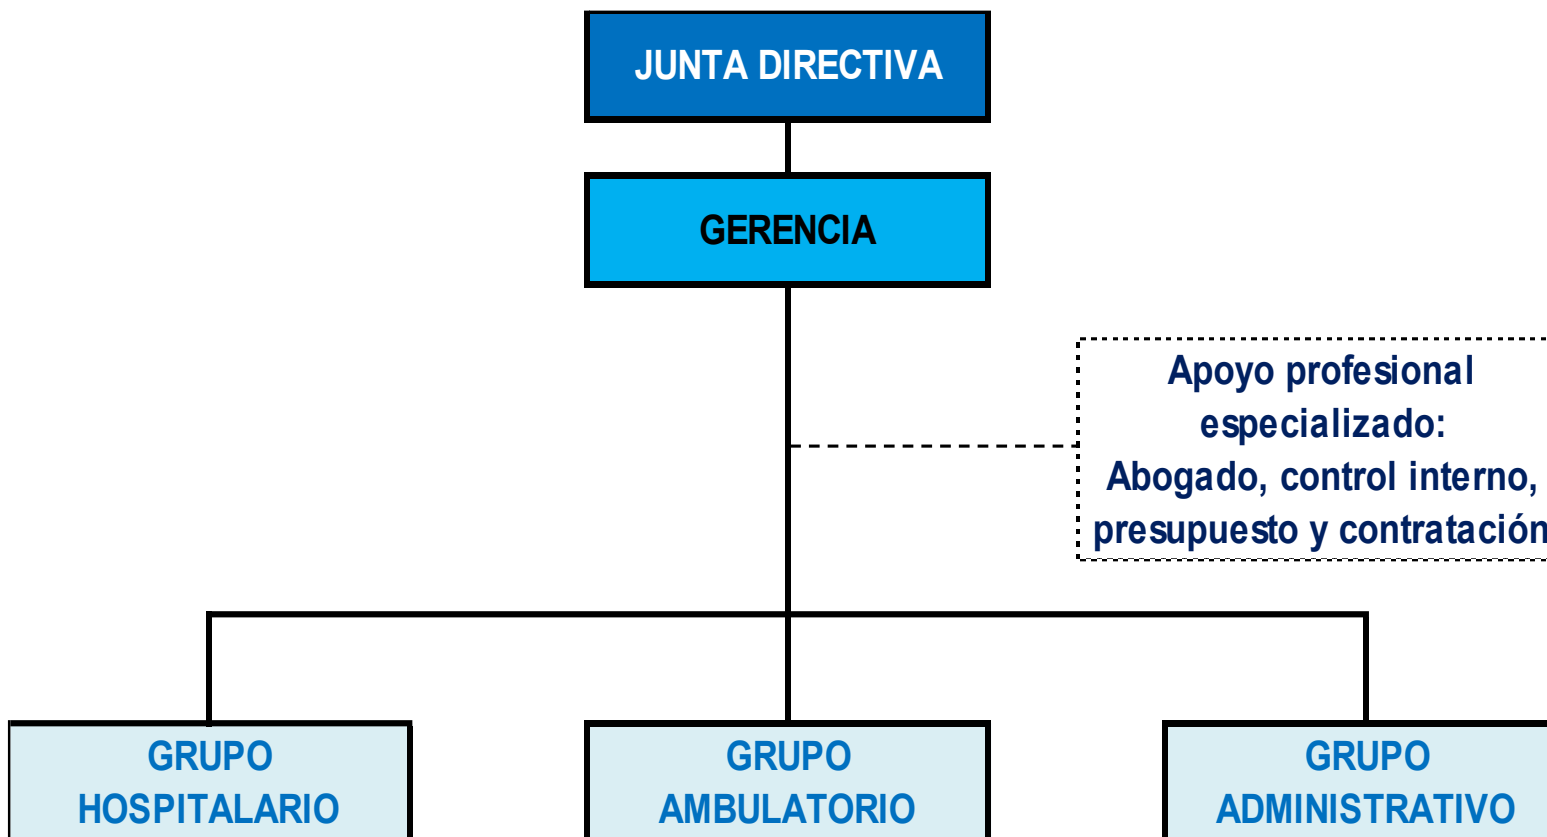 JUNTA DIRECTIVA
GERENCIA
Apoyo profesional
especializado:
Abogado, control interno,
presupuesto y contratación
GRUPO
HOSPITALARIO
GRUPO
AMBULATORIO
GRUPO
ADMINISTRATIVO